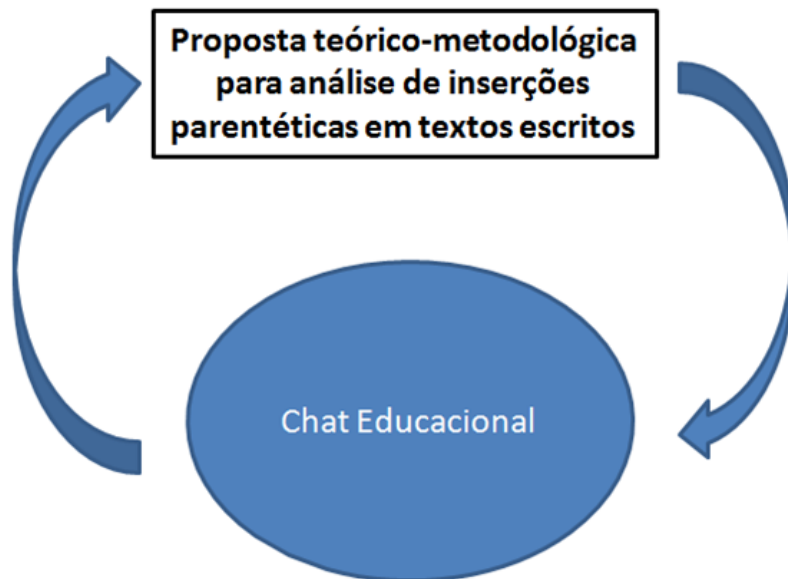 Proposta teórico-metodológica
para análise de inserções
parentéticas em textos escritos
Chat Educacional